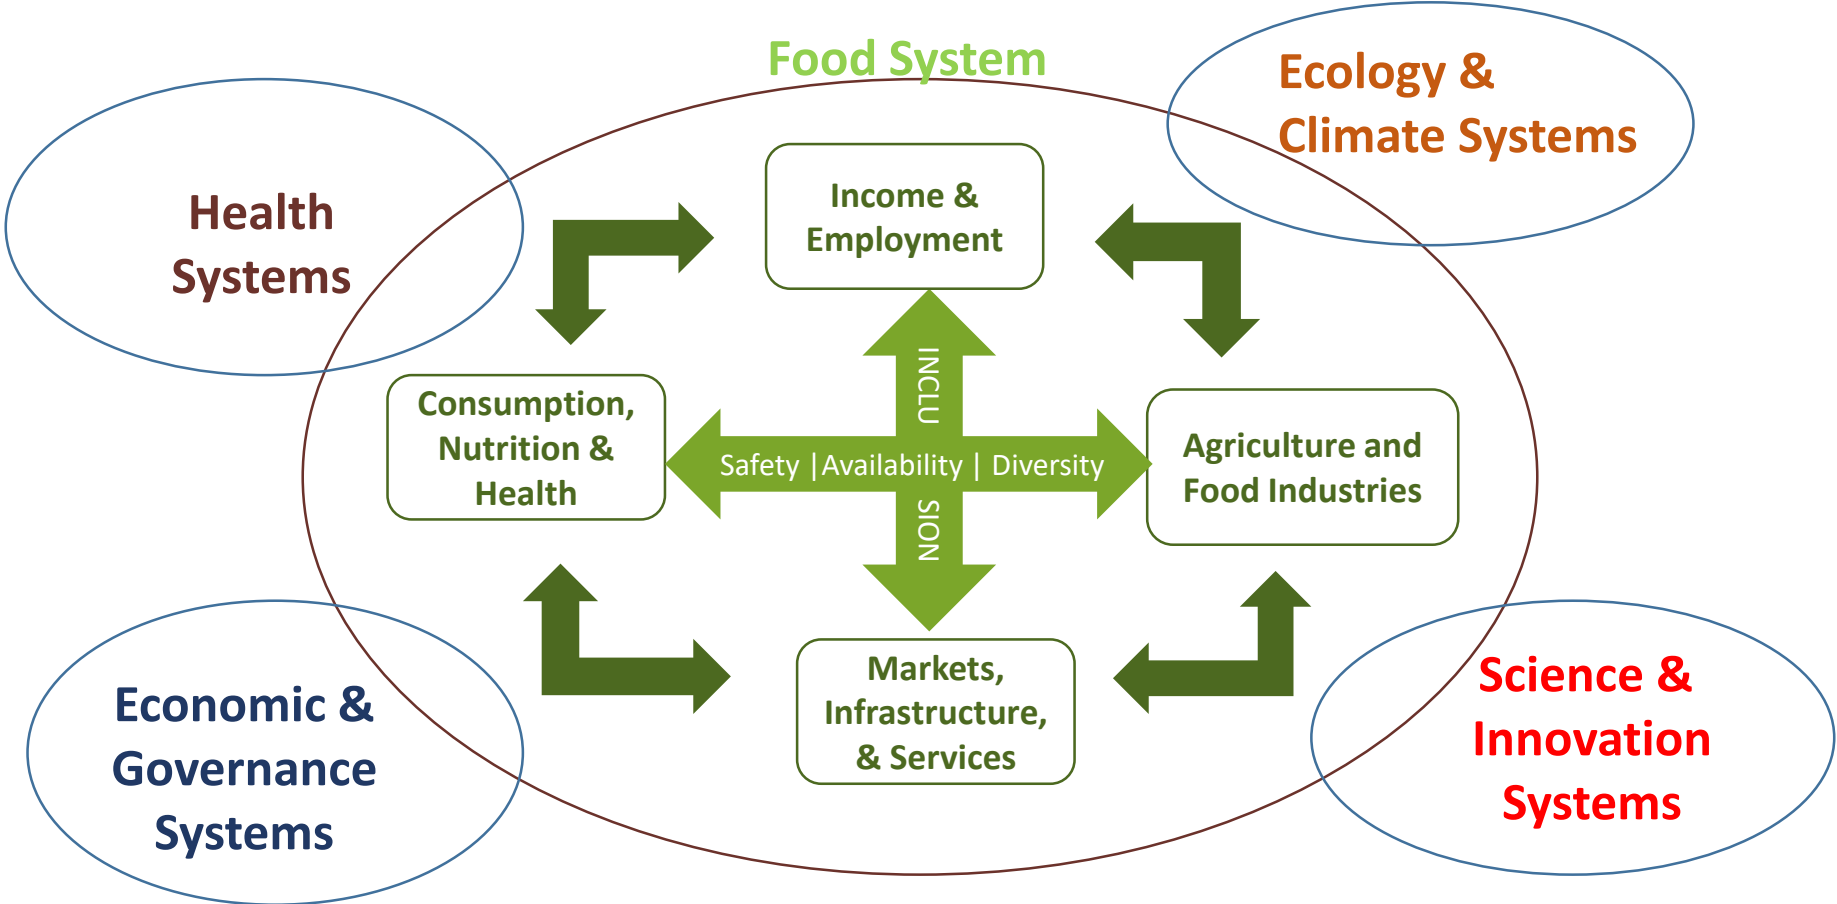 Food System
Ecology &
Climate Systems
Health
Systems
Income &
Employment
INCLU
Consumption,
Nutrition &
Health
Safety |Availability | Diversity
Agriculture and
Food Industries
SION
Economic &
Governance
Systems
Markets,
Infrastructure,
& Services
Science &
Innovation
Systems